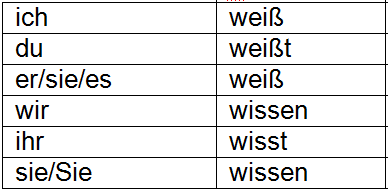 ich weiß
du weißt
er/sie/es weiß
wir wissen
ihr wisst
sie/Sie wissen